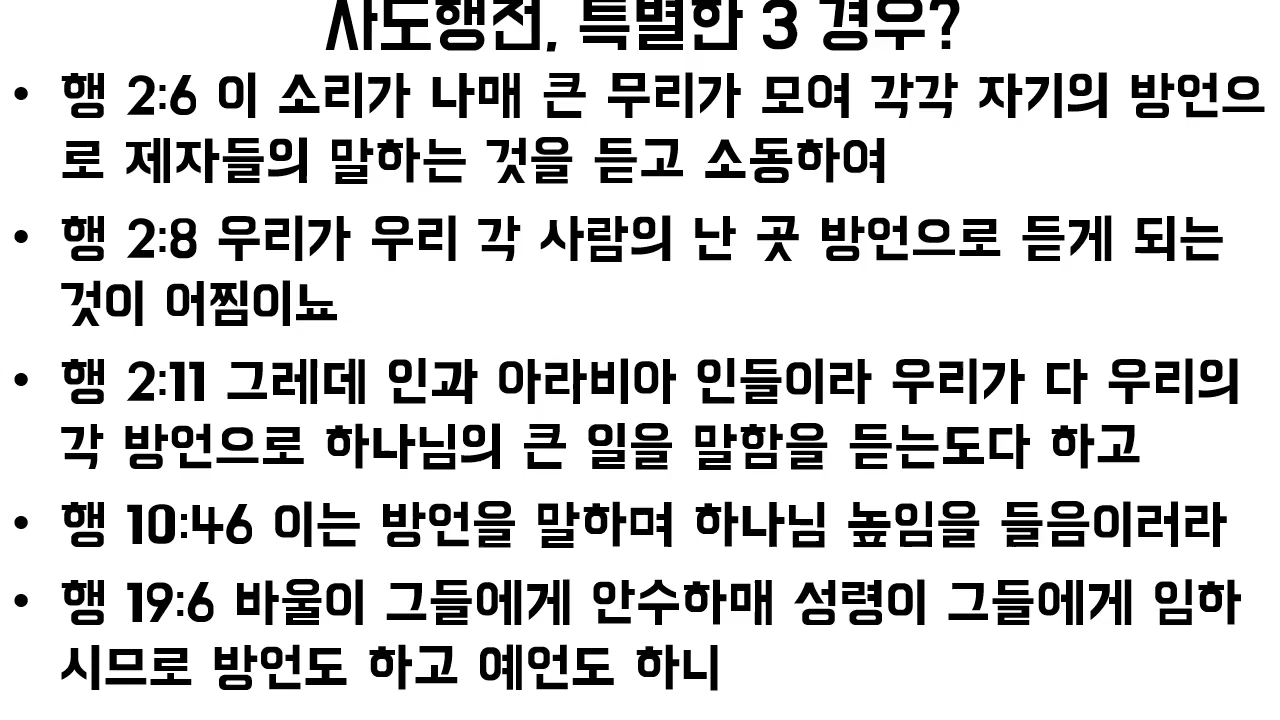 사도행전, 특별한 3 경우?
• 행 2:6 이 소리가 나매 큰 무리가 모여 각각 자기의 방언으
로 제자들의 말하는 것을 듣고 소동하여
• 행 2:8 우리가 우리 각 사람의 난 곳 방언으로 듣게 되는
것이 어찜이뇨
• 행 2:11 그레데 인과 아라비아 인들이라 우리가 다 우리의
각 방언으로 하나님의 큰 일을 말함을 듣는도다 하고
• 행 10:46 이는 방언을 말하며 하나님 높임을 들음이러라
• 행 19:6 바울이 그들에게 안수하매 성령이 그들에게 임하
시므로 방언도 하고 예언도 하니